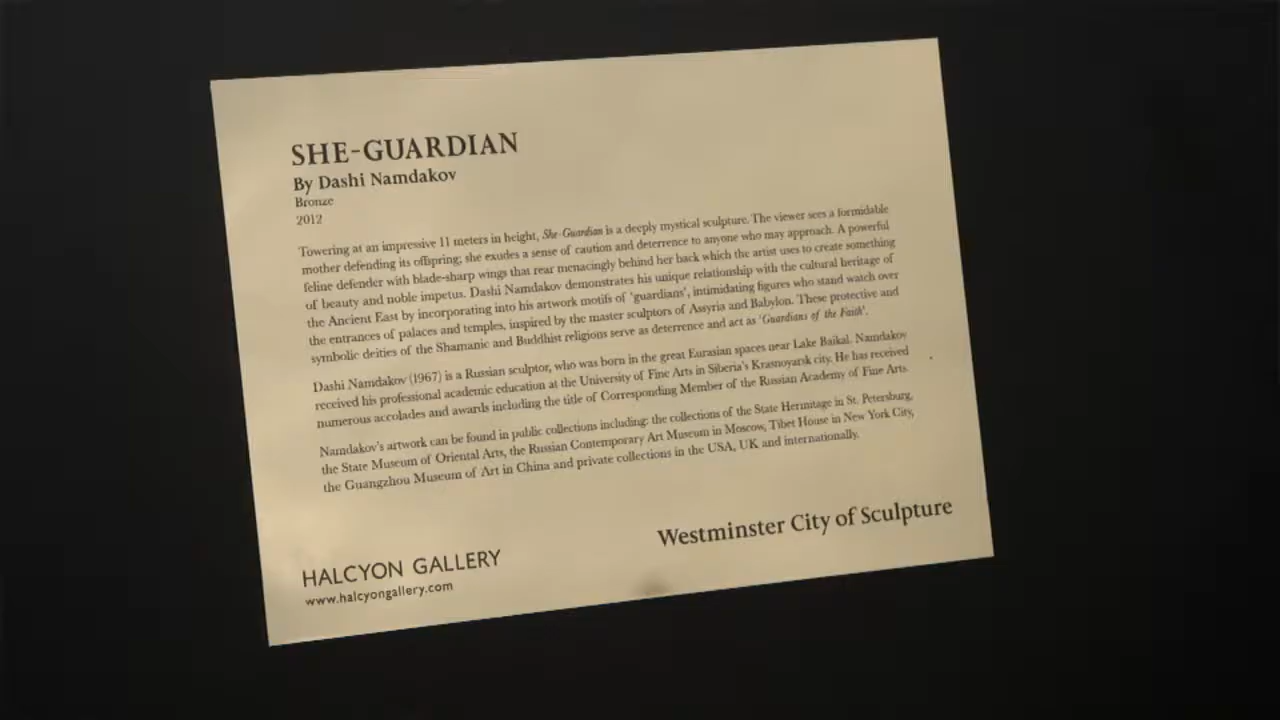 SHE-GUARDIAN
By Dashi Namdakov
Bronze
2012
Towering at an impressive 11 meters in height, She-Guardian is a deeply mystical sculpture. The viewer sees a formidable
mother defending its offspring; she exudes a sense of caution and deterrence to anyone who may approach. A powerful
feline defender with blade-sharp wings that rear menacingly behind her back which the artist uses to create something
of beauty and noble impetus. Dashi Namdakov demonstrates his unique relationship with the cultural heritage of
the Ancient East by incorporating into his artwork motifs of 'guardians', intimidating figures who stand watch over
the entrances of palaces and temples, inspired by the master sculptors of Assyria and Babylon. These protective and
symbolic deities of the Shamanic and Buddhist religions serve as deterrence and act as 'Guardians of the Faith'.
Dashi Namdakov (1967) is a Russian sculptor, who was born in the great Eurasian spaces near Lake Baikal. Namdakov
received his professional academic education at the University of Fine Arts in Siberia's Krasnoyarsk city. He has received
numerous accolades and awards including the title of Corresponding Member of the Russian Academy of Fine Arts.
Namdakov's artwork can be found in public collections including: the collections of the State Hermitage in St. Petersburg,
the State Museum of Oriental Arts, the Russian Contemporary Art Museum in Moscow, Tibet House in New York City,
the Guangzhou Museum of Art in China and private collections in the USA, UK and internationally.
HALCYON GALLERY
www.halcyongallery.com
Westminster City of Sculpture